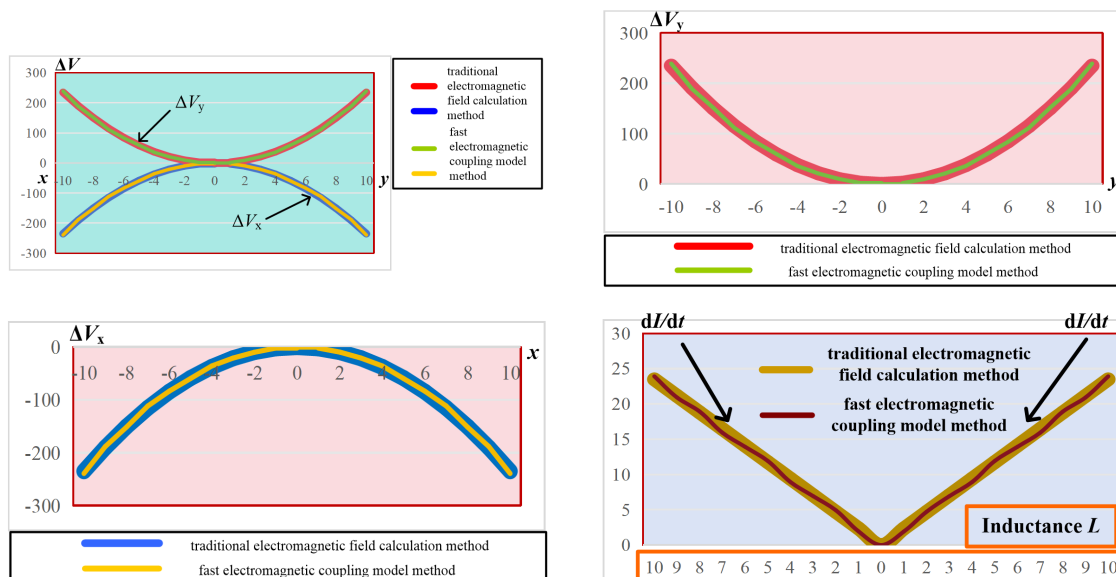 ΔV
300
200
100
0
-100
-200
-300
x
-10 -8 -6 -4 -2 0 2 4 6 8 10
y
ΔVy
ΔVx
traditional
electromagnetic
field calculation
method
fast
electromagnetic
coupling model
method
ΔVy
300
200
100
0
-10 -8 -6 -4 -2 0 2 4 6 8 10
y
traditional electromagnetic field calculation method
fast electromagnetic coupling model method
ΔVx
0
-100
-200
-300
-10 -8 -6 -4 -2 0 2 4 6 8 10
x
traditional electromagnetic field calculation method
fast electromagnetic coupling model method
dI/dt dI/dt
30
25
20
15
10
5
0
traditional electromagnetic
field calculation method
fast electromagnetic
coupling model method
Inductance L
10 9 8 7 6 5 4 3 2 1 0 1 2 3 4 5 6 7 8 9 10